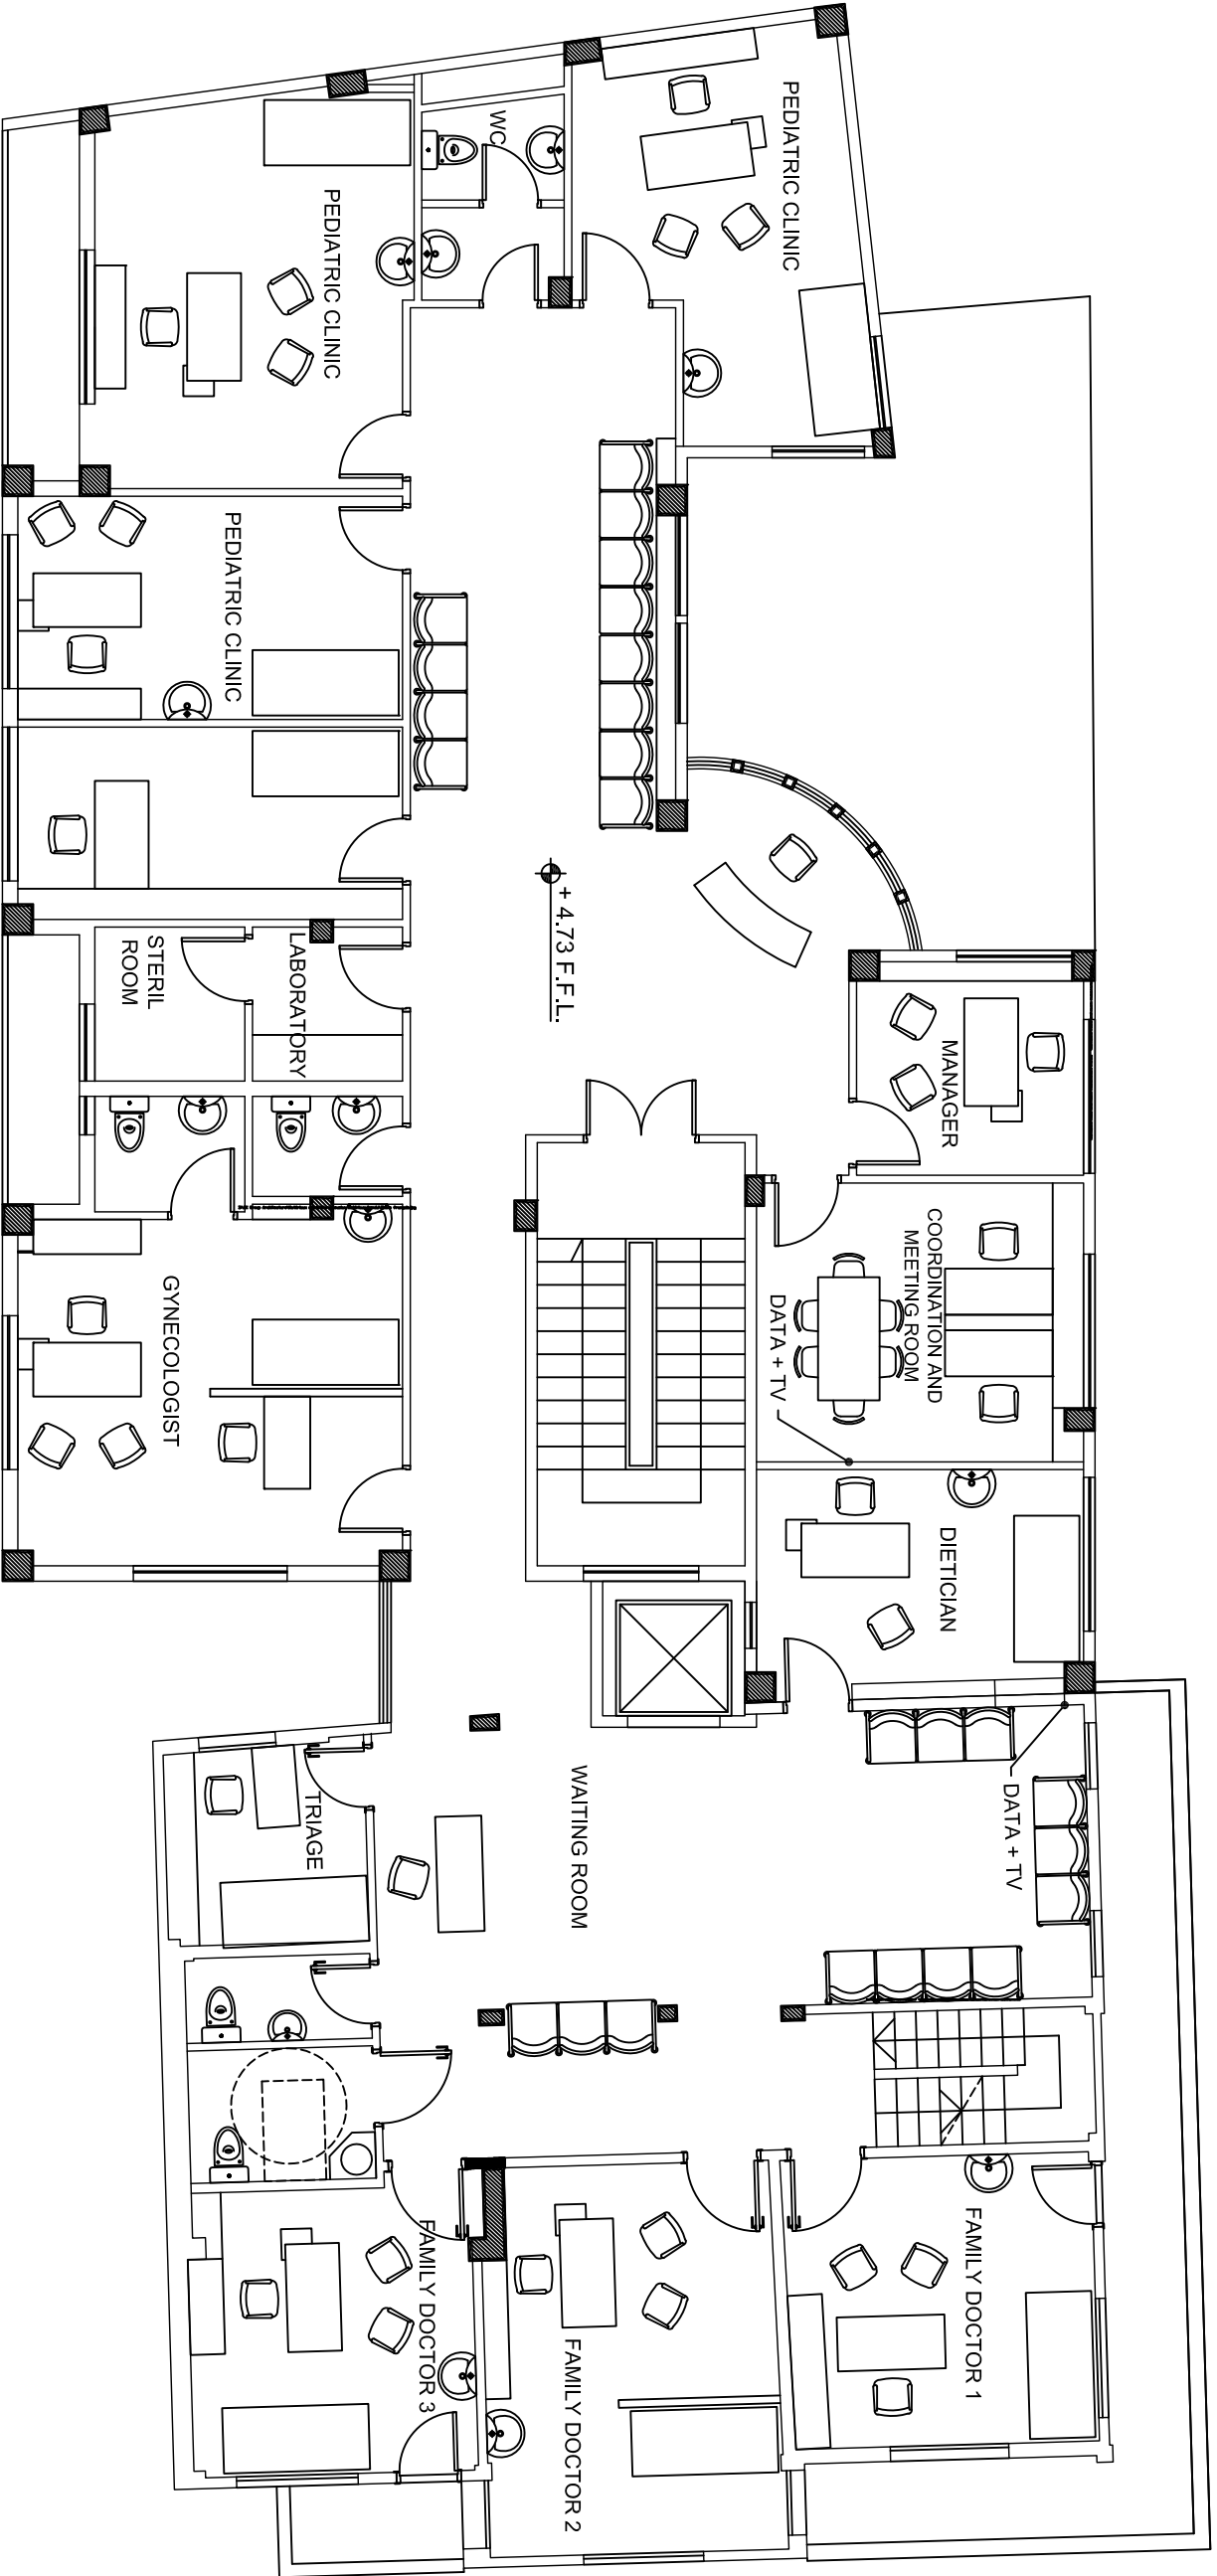 PEDIATRIC CLINIC
WC
PEDIATRIC CLINIC
PEDIATRIC CLINIC
+ 4.73 F.F.L.
LABORATORY
STERIL
ROOM
MANAGER
COORDINATION AND
MEETING ROOM
DATA + TV
GYNECOLOGIST
DIETICIAN
DATA + TV
WAITING ROOM
TRIAGE
FAMILY DOCTOR 1
FAMILY DOCTOR 2
FAMILY DOCTOR 3